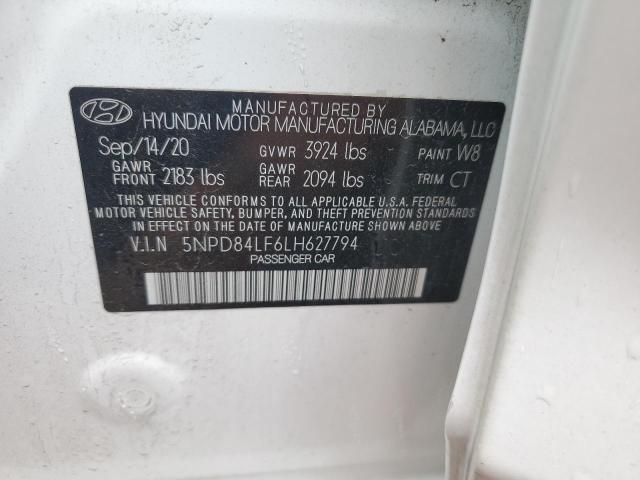 MANUFACTURED BY
HYUNDAI MOTOR MANUFACTURING ALABAMA, LLC
Sep/14/20 GVWR 3924 lbs PAINT W8
GAWR FRONT 2183 lbs GAWR REAR 2094 lbs TRIM CT
THIS VEHICLE CONFORMS TO ALL APPLICABLE U.S.A. FEDERAL
MOTOR VEHICLE SAFETY, BUMPER, AND THEFT PREVENTION STANDARDS
IN EFFECT ON THE DATE OF MANUFACTURE SHOWN ABOVE.
V.I.N 5NPD84LF6LH627794
PASSENGER CAR